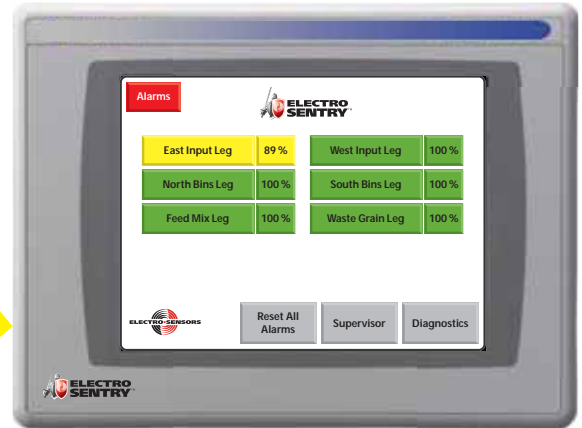 Alarms
ELECTRO SENTRY
East Input Leg 89 % West Input Leg 100 %
North Bins Leg 100 % South Bins Leg 100 %
Feed Mix Leg 100 % Waste Grain Leg 100 %
ELECTRO-SENSORS
Reset All Alarms
Supervisor
Diagnostics
ELECTRO SENTRY